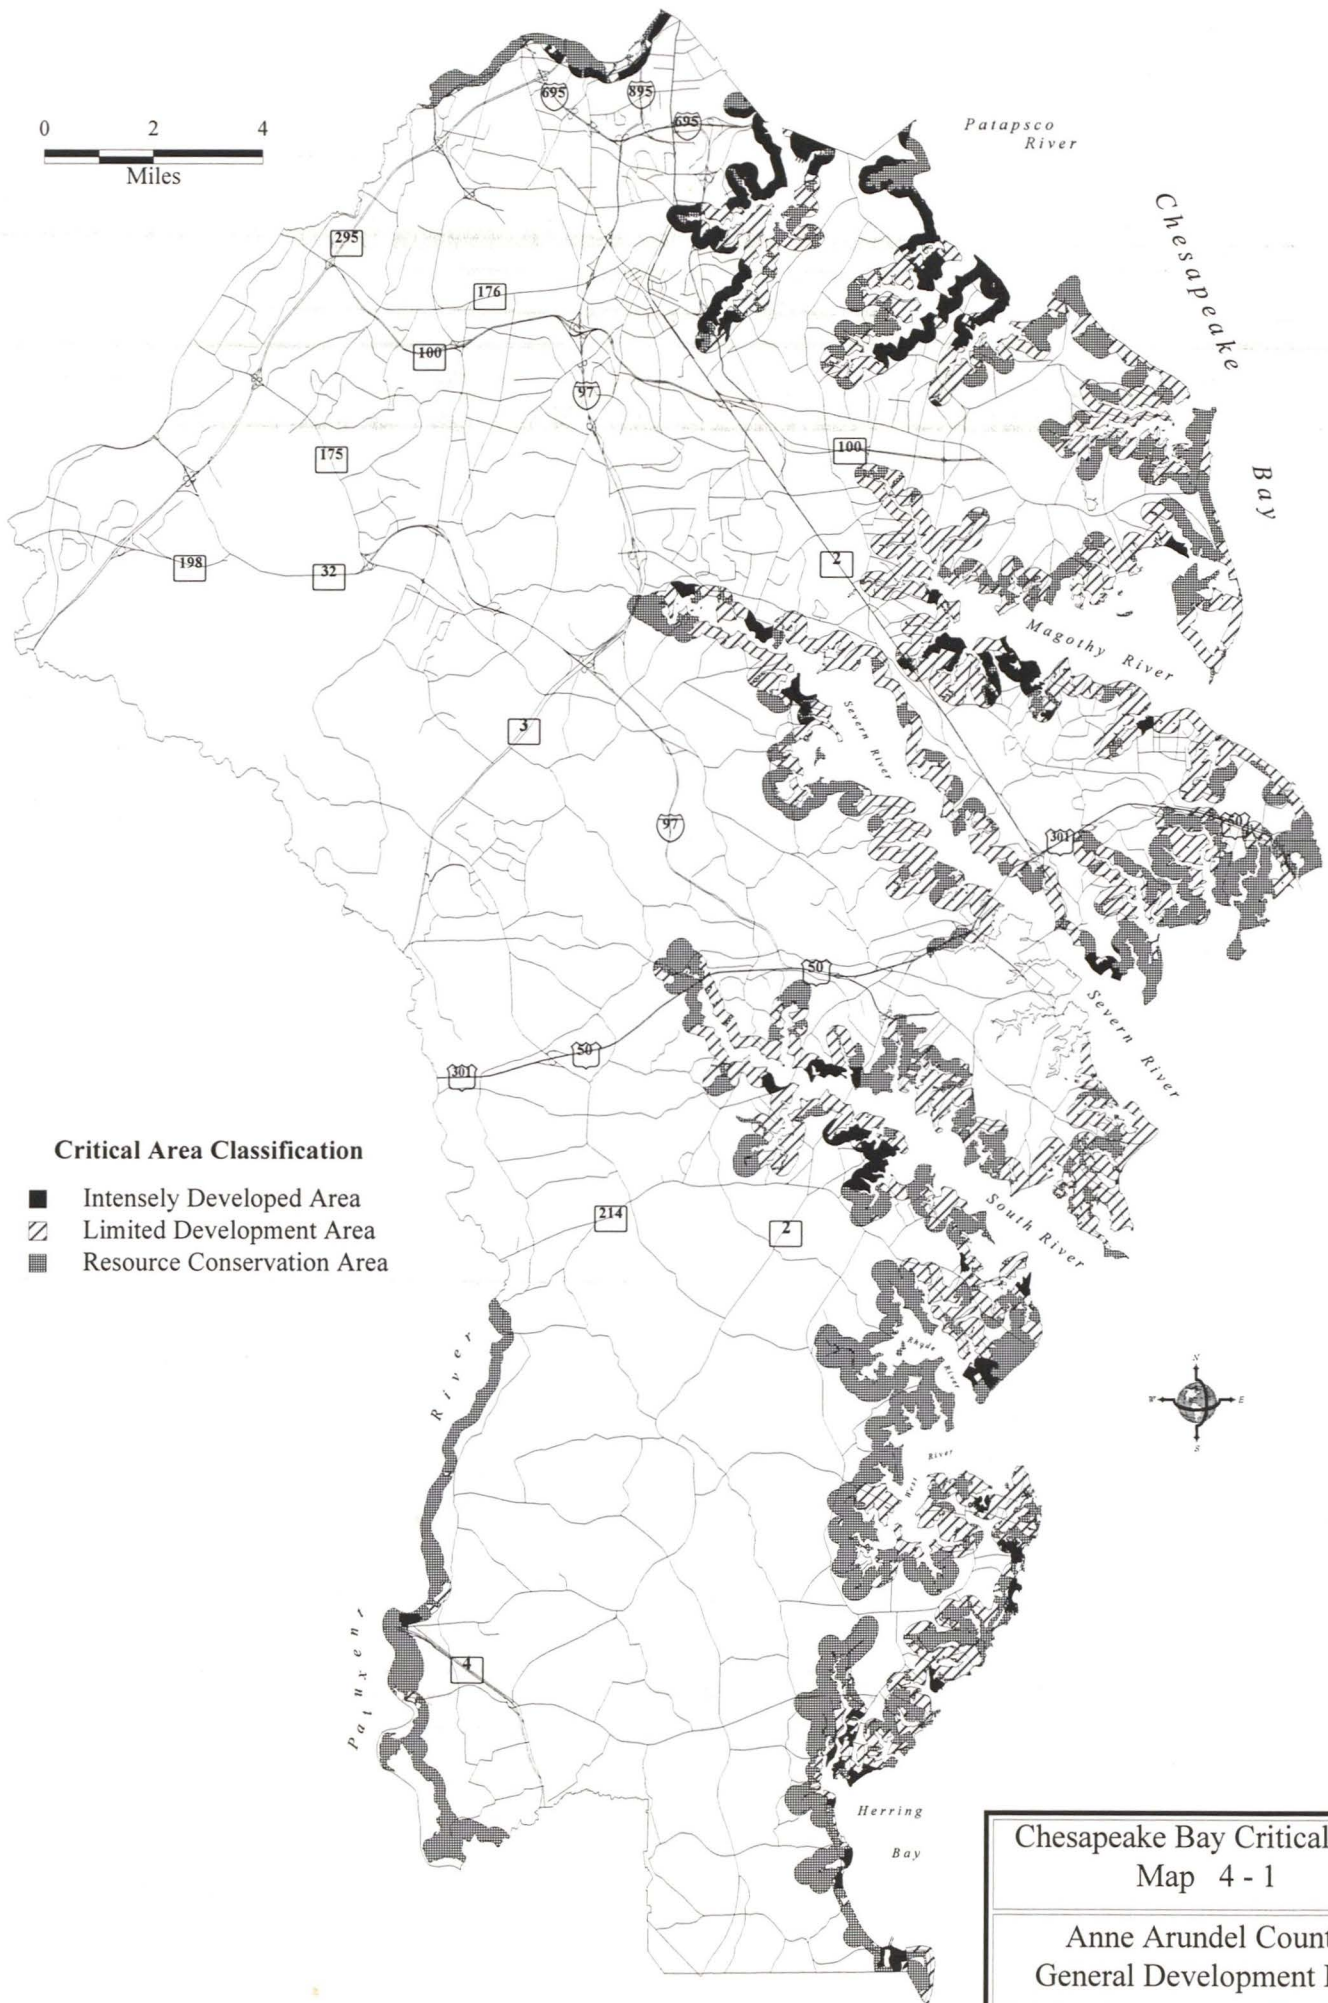 695
895
695
Patapsco
River
0 2 4
Miles
Chesapeake
Bay
295
176
100
97
175
100
198
32
2
Magothy River
3
Severn River
97
301
50
50
Severn River
301
50
Critical Area Classification
Intensely Developed Area
Limited Development Area
Resource Conservation Area
214
2
South River
Rhode River
N
W E
S
West River
Patuxent River
4
Herring
Bay
Chesapeake Bay Critical
Map 4 - 1
Anne Arundel Coun
General Development